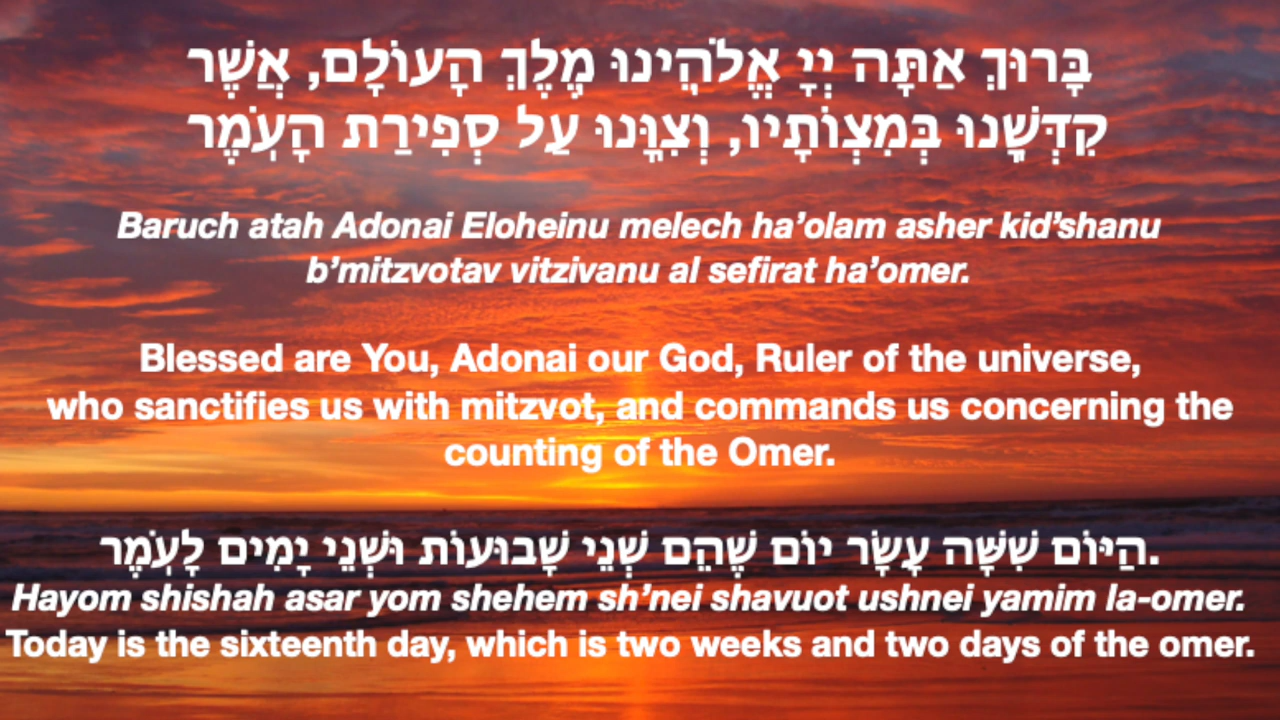 בָּרוּךְ אַתָּה יְיָ אֱלֹהֵֽינוּ מֶֽלֶךְ הָעוֹלָם, אֲשֶׁר
קִדְּשָֽׁנוּ בְּמִצְוֹתָיו, וְצִוָּֽנוּ עַל סְפִירַת הָעֹֽמֶר
Baruch atah Adonai Eloheinu melech ha’olam asher kid’shanu
b’mitzvotav vitzivanu al sefirat ha’omer.
Blessed are You, Adonai our God, Ruler of the universe,
who sanctifies us with mitzvot, and commands us concerning the
counting of the Omer.
הַיּוֹם שִׁשָּׁה עָשָׂר יוֹם שֶׁהֵם שְׁנֵי שָׁבוּעוֹת וּשְׁנֵי יָמִים לָעֹֽמֶר.
Hayom shishah asar yom shehem sh’nei shavuot ushnei yamim la-omer.
Today is the sixteenth day, which is two weeks and two days of the omer.